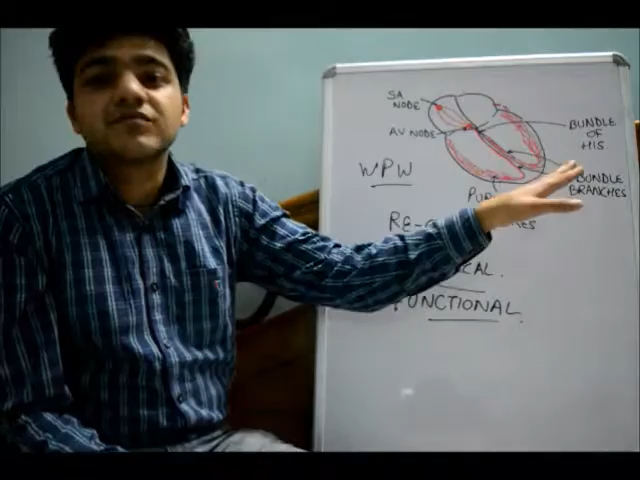 SA
NODE
AV NODE
BUNDLE
OF
HIS
WPW
BUNDLE
BRANCHES
FUNCTIONAL.